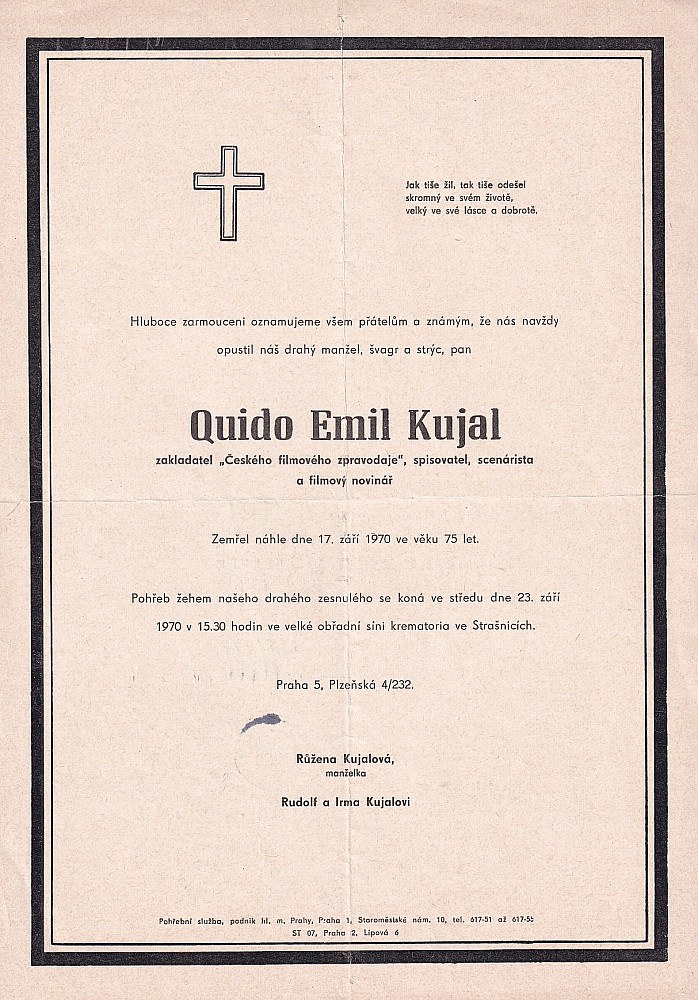 Jak tiše žil, tak tiše odešel
skromný ve svém životě,
velký ve své lásce a dobrotě.
Hluboce zarmouceni oznamujeme všem přátelům a známým, že nás navždy
opustil náš drahý manžel, švagr a strýc, pan
Quido Emil Kujal
zakladatel „Českého filmového zpravodaje“, spisovatel, scenárista
a filmový novinář
Zemřel náhle dne 17. září 1970 ve věku 75 let.
Pohřeb žehem našeho drahého zesnulého se koná ve středu dne 23. září
1970 v 15.30 hodin ve velké obřadní síni krematoria ve Strašnicích.
Praha 5, Plzeňská 4/232.
Růžena Kujalová,
manželka
Rudolf a Irma Kujalovi
Pohřební služba, podnik hl. m. Prahy, Praha 1, Staroměstské nám. 10, tel. 617-51 až 617-55
ST 07, Praha 2, Lípová 6